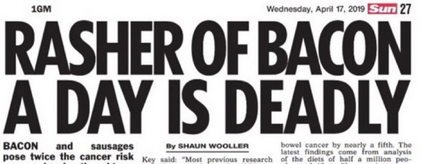 1GM
Wednesday, April 17, 2019 Sun 27
RASHER OF BACON
A DAY IS DEADLY
BACON and sausages
pose twice the cancer risk
By SHAUN WOOLLER
Key said: "Most previous research
bowel cancer by nearly a fifth. The
latest findings come from analysis
of the diets of half a million peo-